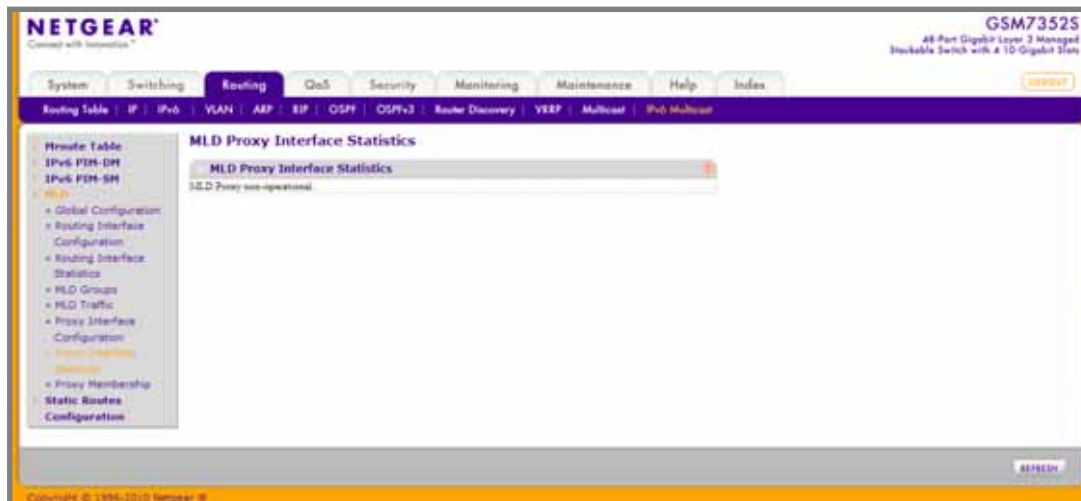 NETGEAR®
Connect with Innovation™
GSM7352S
48-Port Gigabit Layer 3 Managed
Stackable Switch with 4 10-Gigabit Slots
System Switching Routing QoS Security Monitoring Maintenance Help Index
LOGOUT
Routing Table | IP | IPv6 | VLAN | ARP | RIP | OSPF | OSPFv3 | Router Discovery | VRRP | Multicast | IPv6 Multicast
Mroute Table
IPv6 PIM-DM
IPv6 PIM-SM
MLD
» Global Configuration
» Routing Interface
Configuration
» Routing Interface
Statistics
» MLD Groups
» MLD Traffic
» Proxy Interface
Configuration
» Proxy Interface
Statistics
» Proxy Membership
Static Routes
Configuration
MLD Proxy Interface Statistics
MLD Proxy Interface Statistics
MLD Proxy non-operational.
REFRESH
Copyright © 1996-2010 Netgear ®